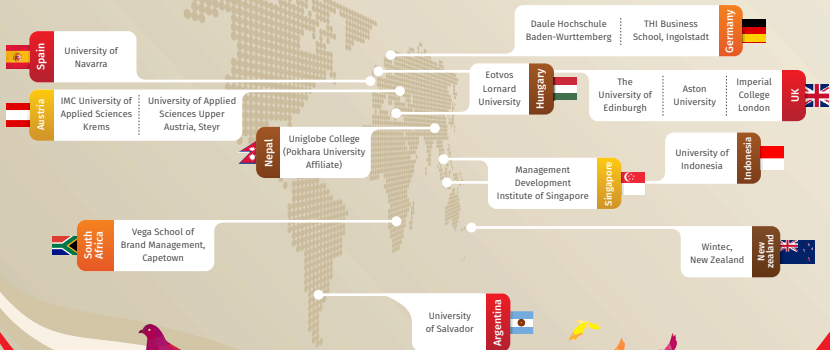 Daule Hochschule
Baden-Wurttemberg
THI Business
School, Ingolstadt
Germany
Spain
University of
Navarra
Eotvos
Lornard
University
Hungary
The
University of
Edinburgh
Aston
University
Imperial
College
London
UK
Austria
IMC University of
Applied Sciences
Krems
University of Applied
Sciences Upper
Austria, Steyr
Nepal
Uniglobe College
(Pokhara University
Affiliate)
University of
Indonesia
Indonesia
Management
Development
Institute of Singapore
Singapore
South
Africa
Vega School of
Brand Management,
Capetown
Wintec,
New Zealand
New
zealand
University
of Salvador
Argentina